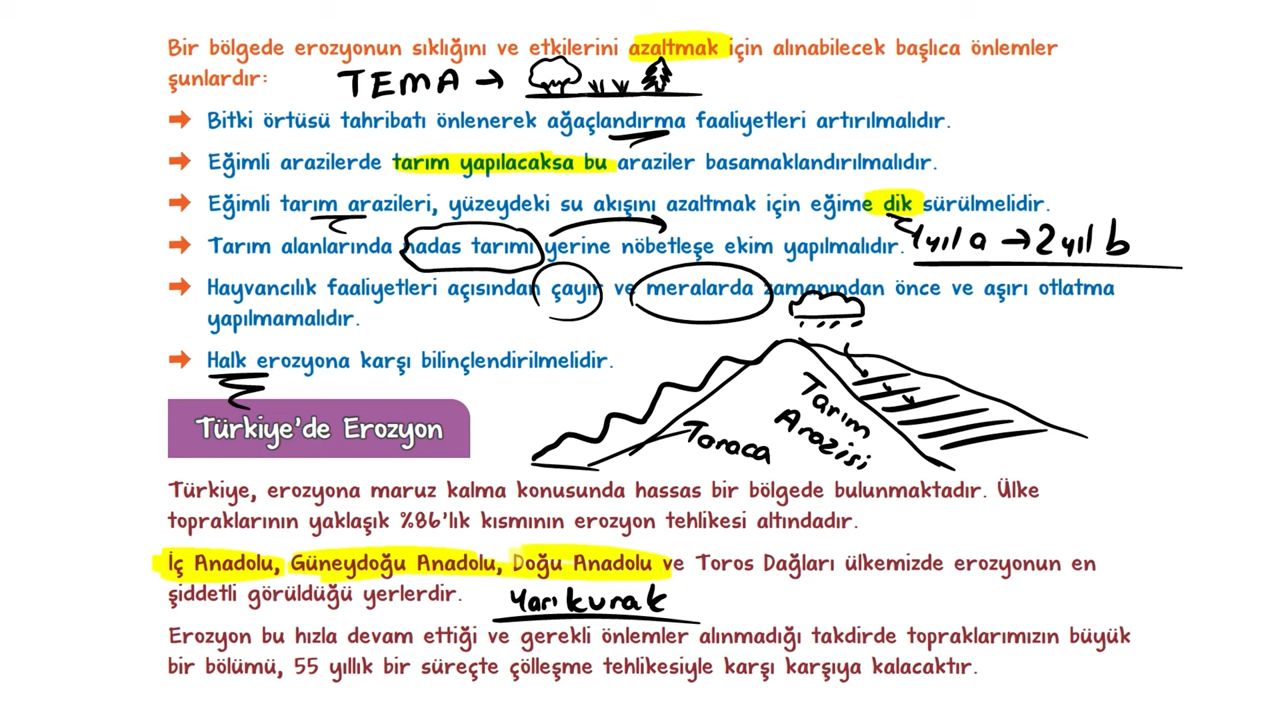 Bir bölgede erozyonun sıklığını ve etkilerini azaltmak için alınabilecek başlıca önlemler
şunlardır:
TEMA →
→ Bitki örtüsü tahribatı önlenerek ağaçlandırma faaliyetleri artırılmalıdır.
→ Eğimli arazilerde tarım yapılacaksa bu araziler basamaklandırılmalıdır.
→ Eğimli tarım arazileri, yüzeydeki su akışını azaltmak için eğime dik sürülmelidir.
→ Tarım alanlarında nadas tarımı yerine nöbetleşe ekim yapılmalıdır.
1yıl a → 2yıl b
→ Hayvancılık faaliyetleri açısından çayır ve meralarda zamanından önce ve aşırı otlatma
yapılmamalıdır.
→ Halk erozyona karşı bilinçlendirilmelidir.
Taraca
Tarım
Arazisi
Türkiye'de Erozyon
Türkiye, erozyona maruz kalma konusunda hassas bir bölgede bulunmaktadır. Ülke
topraklarının yaklaşık %86'lık kısmının erozyon tehlikesi altındadır.
İç Anadolu, Güneydoğu Anadolu, Doğu Anadolu ve Toros Dağları ülkemizde erozyonun en
şiddetli görüldüğü yerlerdir.
Yarı kurak
Erozyon bu hızla devam ettiği ve gerekli önlemler alınmadığı takdirde topraklarımızın büyük
bir bölümü, 55 yıllık bir süreçte çölleşme tehlikesiyle karşı karşıya kalacaktır.